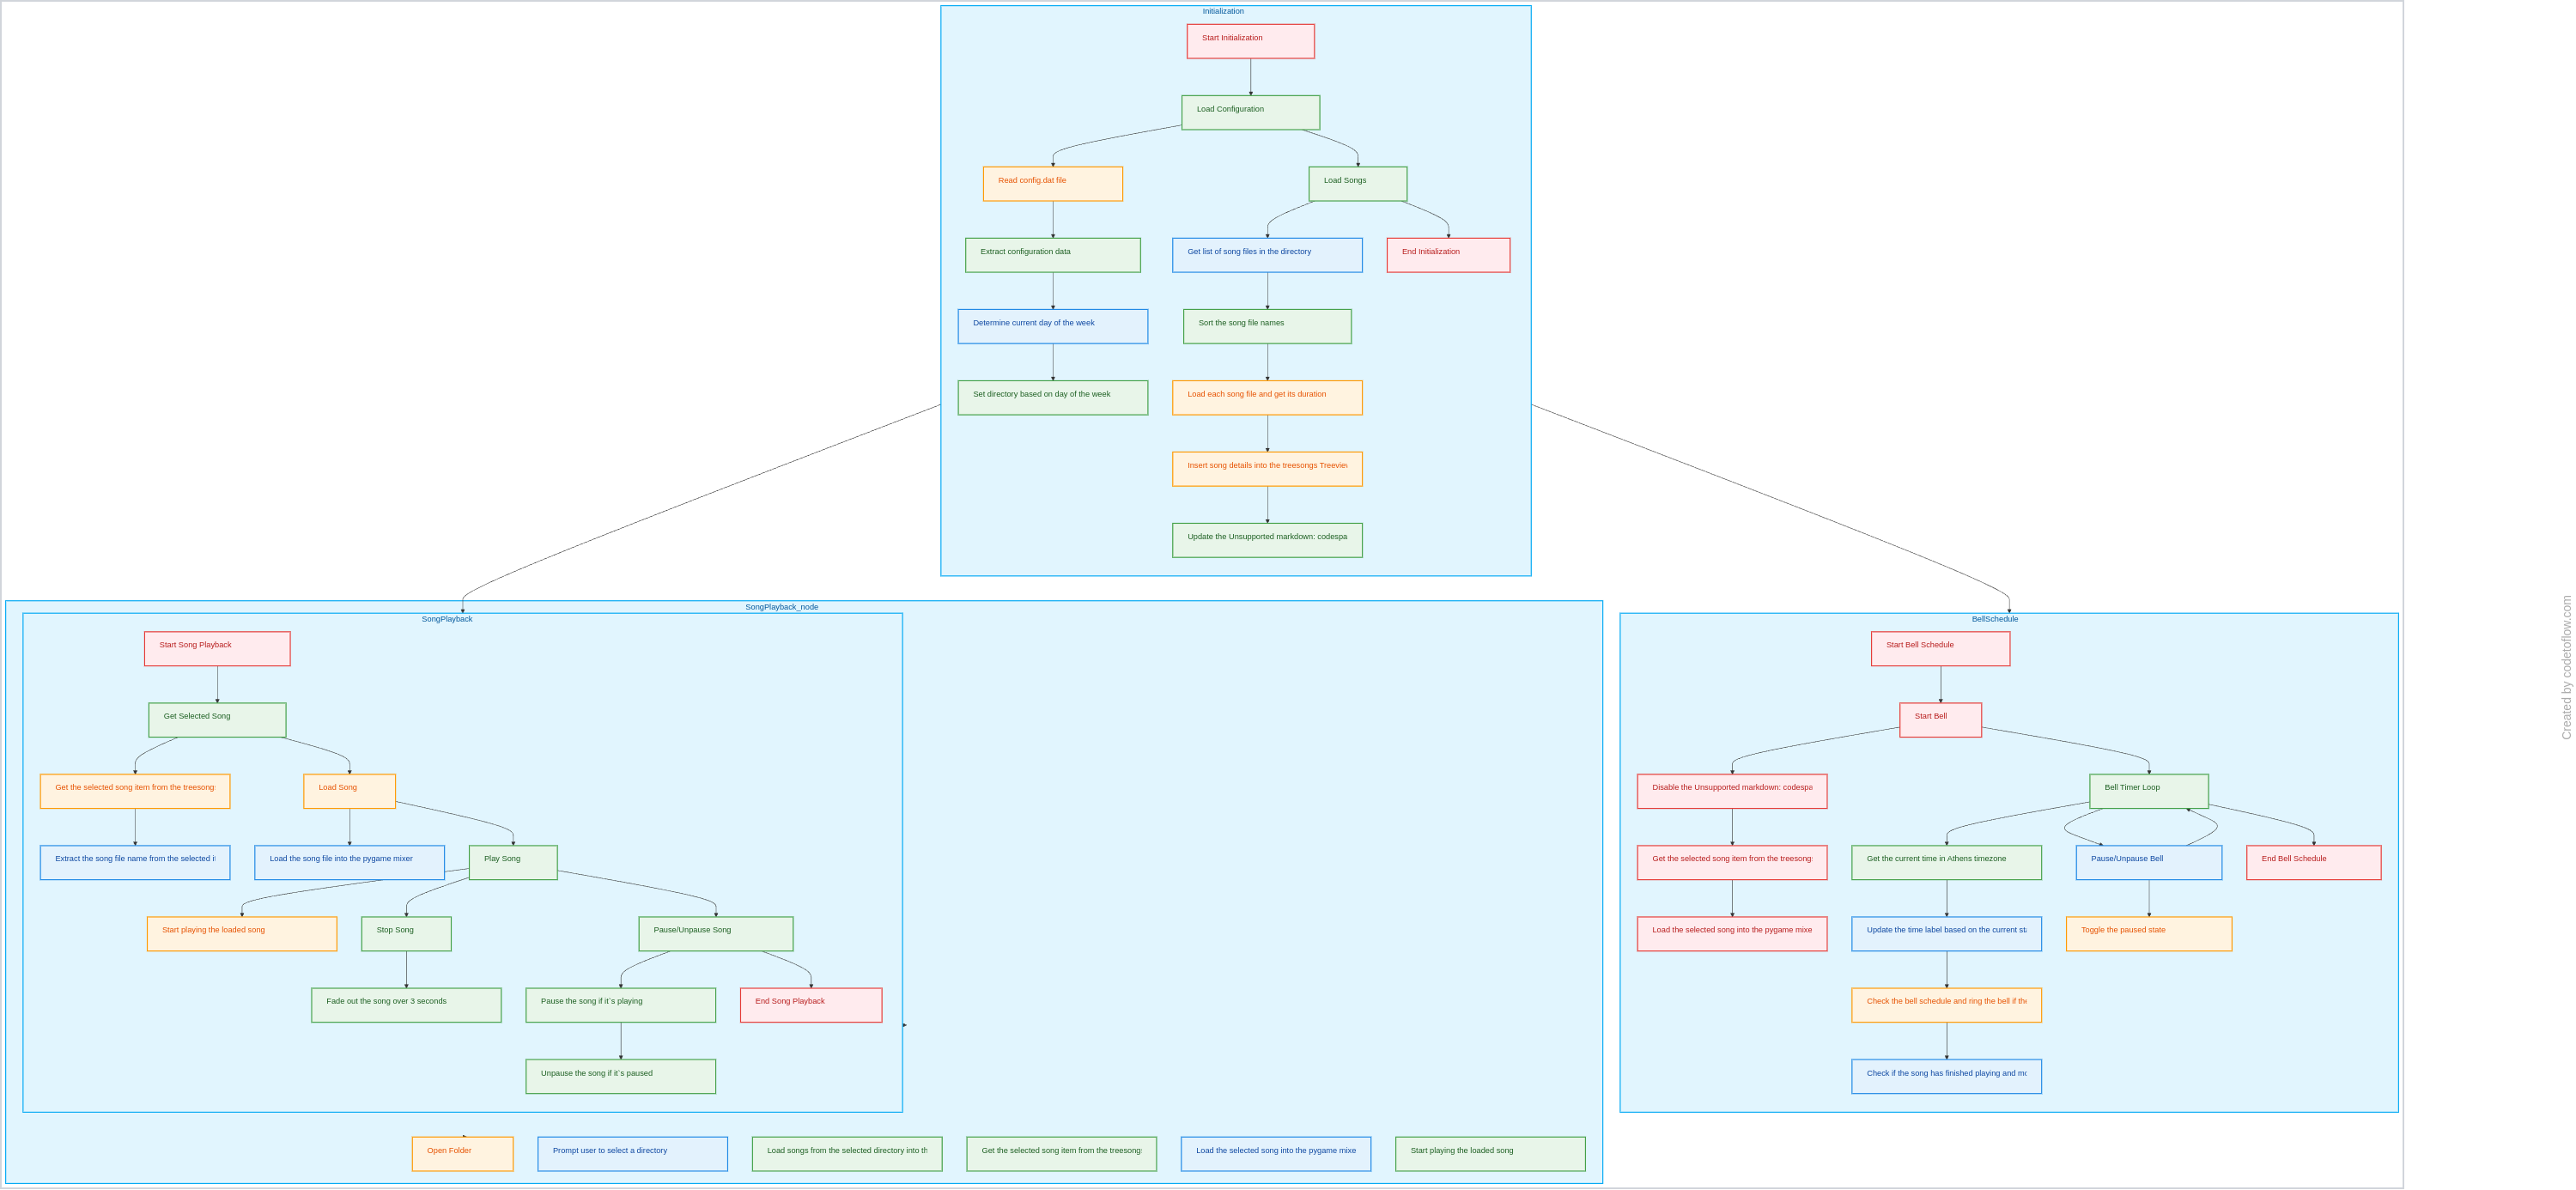 Initialization
Start Initialization
Load Configuration
Read config.dat file
Load Songs
Extract configuration data
Get list of song files in the directory
End Initialization
Determine current day of the week
Sort the song file names
Set directory based on day of the week
Load each song file and get its duration
Insert song details into the treesongs Treeview
Update the Unsupported markdown: codespa
SongPlayback_node
SongPlayback
Start Song Playback
Get Selected Song
Get the selected song item from the treesongs
Load Song
Extract the song file name from the selected it
Load the song file into the pygame mixer
Play Song
Start playing the loaded song
Stop Song
Pause/Unpause Song
Fade out the song over 3 seconds
Pause the song if it`s playing
End Song Playback
Unpause the song if it`s paused
Open Folder
Prompt user to select a directory
Load songs from the selected directory into th
Get the selected song item from the treesongs
Load the selected song into the pygame mixe
Start playing the loaded song
BellSchedule
Start Bell Schedule
Start Bell
Disable the Unsupported markdown: codespa
Bell Timer Loop
Get the selected song item from the treesongs
Get the current time in Athens timezone
Pause/Unpause Bell
End Bell Schedule
Load the selected song into the pygame mixe
Update the time label based on the current sta
Toggle the paused state
Check the bell schedule and ring the bell if the
Check if the song has finished playing and mo
Created by codetoflow.com